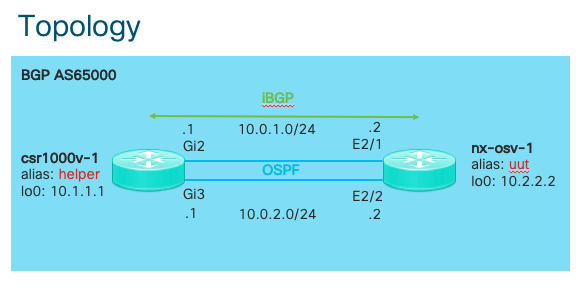 Topology
BGP AS65000
iBGP
.1 10.0.1.0/24 .2
Gi2 E2/1
csr1000v-1
alias: helper
lo0: 10.1.1.1
OSPF
nx-osv-1
alias: uut
lo0: 10.2.2.2
Gi3 E2/2
.1 10.0.2.0/24 .2